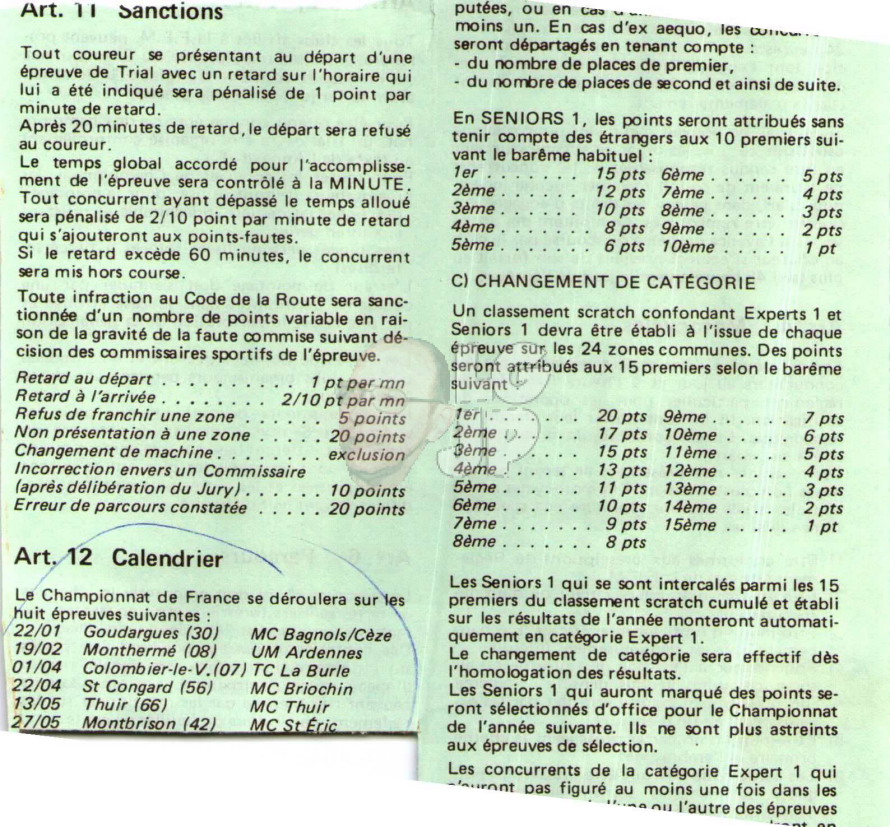 Art. 11 Sanctions
Tout coureur se présentant au départ d'une
épreuve de Trial avec un retard sur l'horaire qui
lui a été indiqué sera pénalisé de 1 point par
minute de retard.
Après 20 minutes de retard, le départ sera refusé
au coureur.
Le temps global accordé pour l'accomplisse-
ment de l'épreuve sera contrôlé à la MINUTE.
Tout concurrent ayant dépassé le temps alloué
sera pénalisé de 2/10 point par minute de retard
qui s'ajouteront aux points-fautes.
Si le retard excède 60 minutes, le concurrent
sera mis hors course.
Toute infraction au Code de la Route sera sanc-
tionnée d'un nombre de points variable en rai-
son de la gravité de la faute commise suivant dé-
cision des commissaires sportifs de l'épreuve.
Retard au départ . . . . . . . . . 1 pt par mn
Retard à l'arrivée . . . . . . . 2/10 pt par mn
Refus de franchir une zone . . . . . . 5 points
Non présentation à une zone . . . . . 20 points
Changement de machine . . . . . . . . exclusion
Incorrection envers un Commissaire
(après délibération du Jury) . . . . . . 10 points
Erreur de parcours constatée . . . . . 20 points
Art. 12 Calendrier
Le Championnat de France se déroulera sur les
huit épreuves suivantes :
22/01 Goudargues (30) MC Bagnols/Cèze
19/02 Monthermé (08) UM Ardennes
01/04 Colombier-le-V.(07) TC La Burle
22/04 St Congard (56) MC Briochin
13/05 Thuir (66) MC Thuir
27/05 Montbrison (42) MC St Éric
putées, ou en cas
moins un. En cas d'ex aequo, les
seront départagés en tenant compte :
- du nombre de places de premier,
- du nombre de places de second et ainsi de suite.
En SENIORS 1, les points seront attribués sans
tenir compte des étrangers aux 10 premiers sui-
vant le barême habituel :
1er . . . . . . . 15 pts 6ème . . . . . . 5 pts
2ème . . . . . . 12 pts 7ème . . . . . . 4 pts
3ème . . . . . . 10 pts 8ème . . . . . . 3 pts
4ème . . . . . . 8 pts 9ème . . . . . . 2 pts
5ème . . . . . . 6 pts 10ème . . . . . . 1 pt
C) CHANGEMENT DE CATÉGORIE
Un classement scratch confondant Experts 1 et
Seniors 1 devra être établi à l'issue de chaque
épreuve sur les 24 zones communes. Des points
seront attribués aux 15 premiers selon le barême
suivant :
1er . . . . . . . 20 pts 9ème . . . . . . 7 pts
2ème . . . . . . 17 pts 10ème . . . . . 6 pts
3ème . . . . . . 15 pts 11ème . . . . . 5 pts
4ème . . . . . . 13 pts 12ème . . . . . 4 pts
5ème . . . . . . 11 pts 13ème . . . . . 3 pts
6ème . . . . . . 10 pts 14ème . . . . . 2 pts
7ème . . . . . . 9 pts 15ème . . . . . 1 pt
8ème . . . . . . 8 pts
Les Seniors 1 qui se sont intercalés parmi les 15
premiers du classement scratch cumulé et établi
sur les résultats de l'année monteront automati-
quement en catégorie Expert 1.
Le changement de catégorie sera effectif dès
l'homologation des résultats.
Les Seniors 1 qui auront marqué des points se-
ront sélectionnés d'office pour le Championnat
de l'année suivante. Ils ne sont plus astreints
aux épreuves de sélection.
Les concurrents de la catégorie Expert 1 qui
n'auront pas figuré au moins une fois dans les
l'une ou l'autre des épreuves